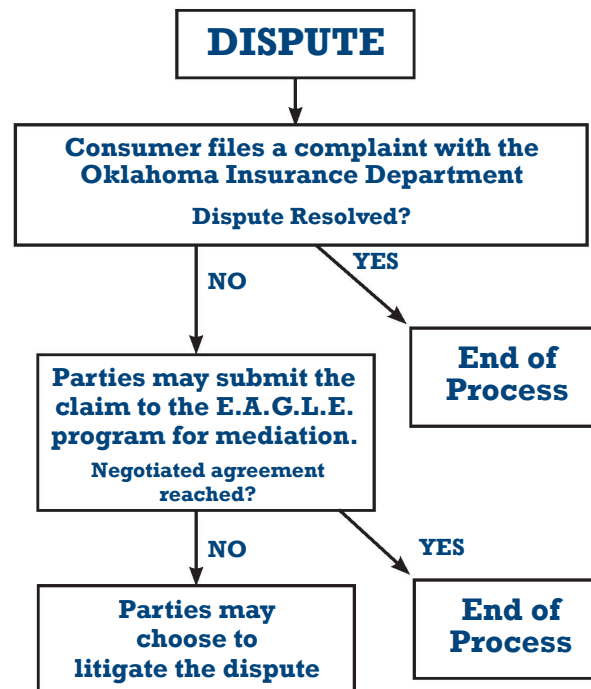 DISPUTE
Consumer files a complaint with the
Oklahoma Insurance Department
Dispute Resolved?
NO
YES
End of
Process
Parties may submit the
claim to the E.A.G.L.E.
program for mediation.
Negotiated agreement
reached?
NO
YES
End of
Process
Parties may
choose to
litigate the dispute